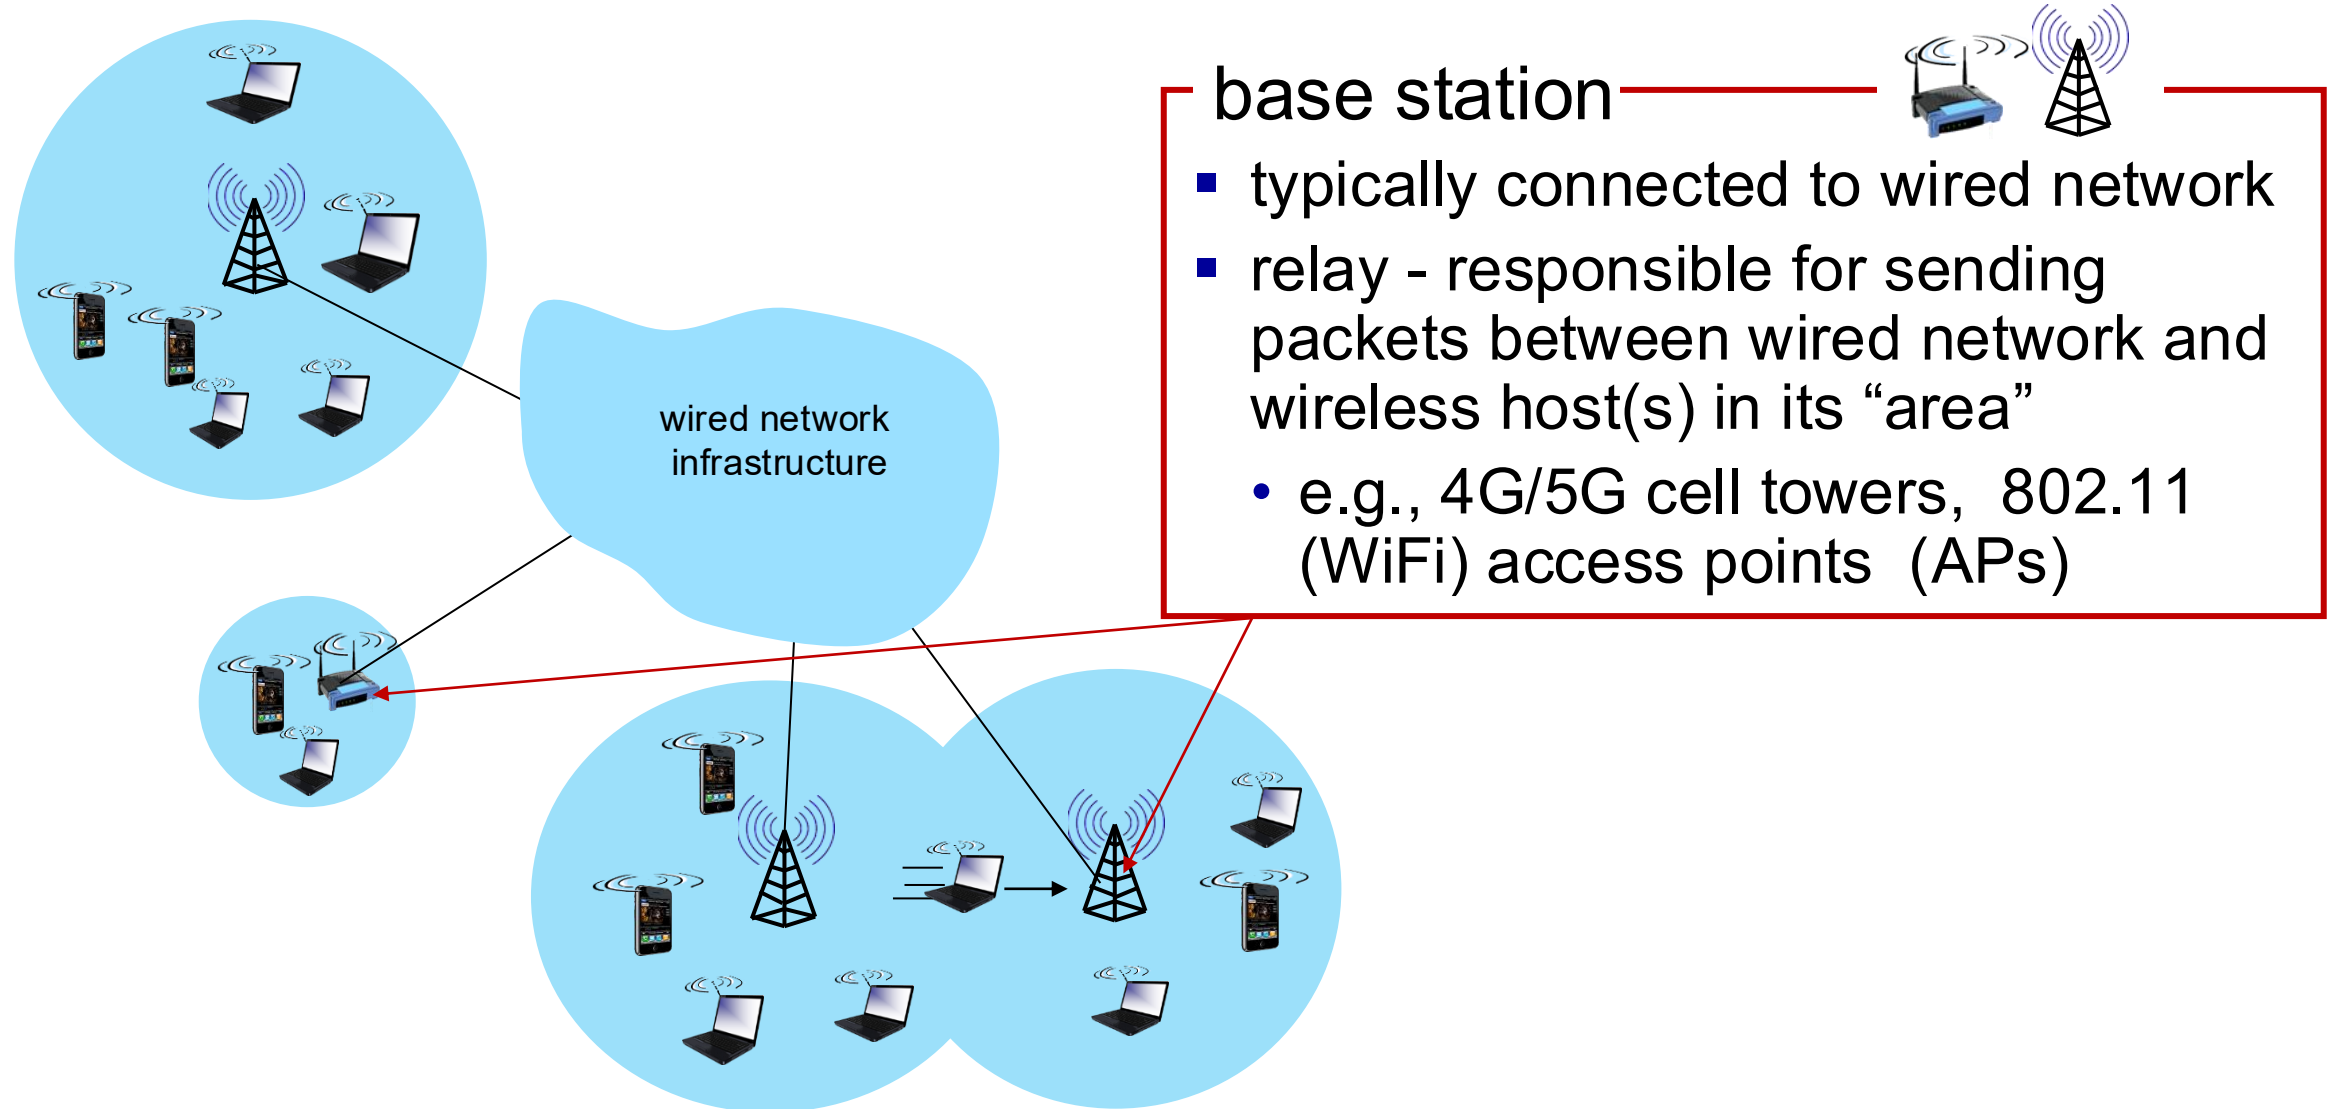 base station
typically connected to wired network
relay - responsible for sending
packets between wired network and
wireless host(s) in its “area”
e.g., 4G/5G cell towers,  802.11
(WiFi) access points  (APs)
wired network
infrastructure